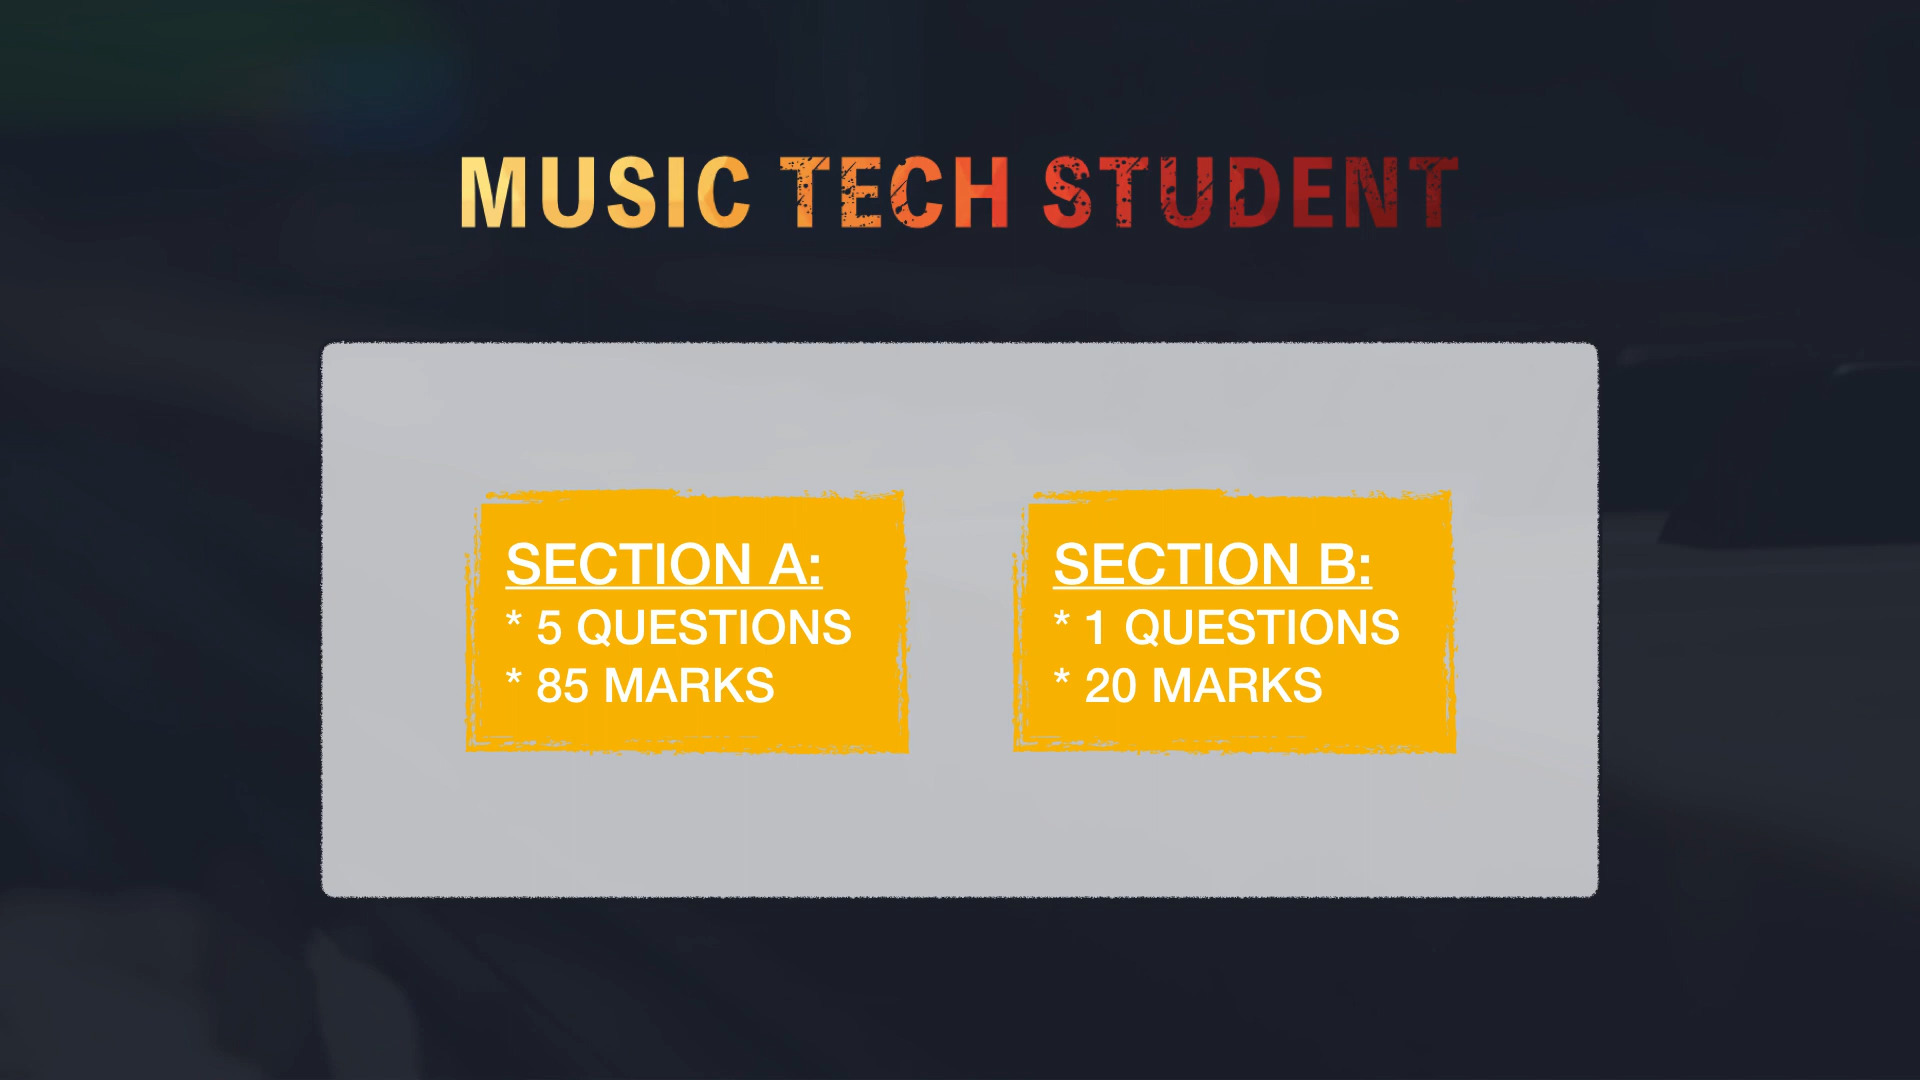 MUSIC TECH STUDENT
SECTION A:
* 5 QUESTIONS
* 85 MARKS
SECTION B:
* 1 QUESTIONS
* 20 MARKS